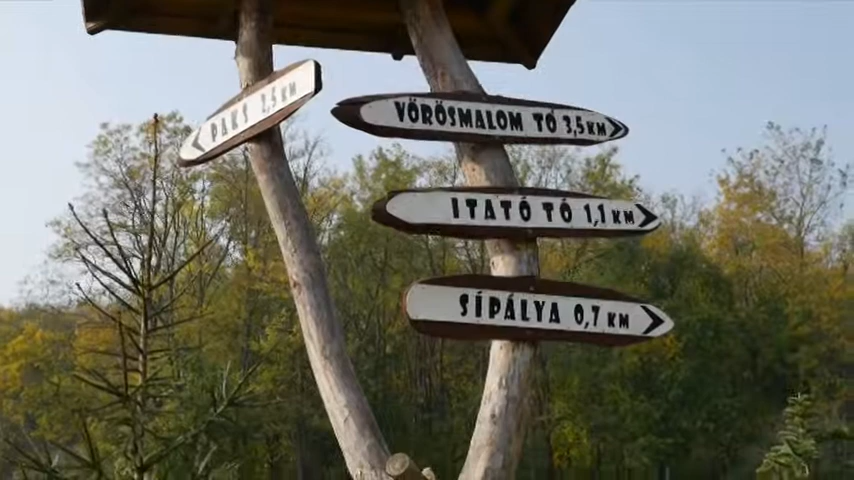 PAKS 2,5 KM
VÖRÖSMALOM TÓ 3,5 KM
ITATÓ TÓ 1,1 KM
SÍPÁLYA 0,7 KM